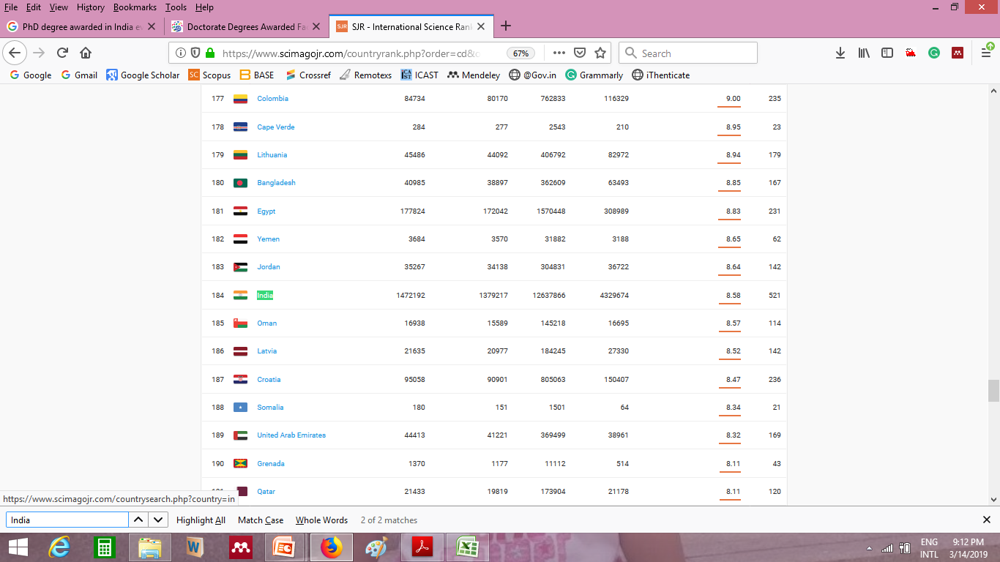 File Edit View History Bookmarks Tools Help
PhD degree awarded in India ev Doctorate Degrees Awarded Fa SJR - International Science Rank
https://www.scimagojr.com/countryrank.php?order=cd& 67% Search
Google Gmail Google Scholar Scopus BASE Crossref Remotexs ICAST Mendeley @Gov.in Grammarly iThenticate
177 Colombia 84734 80170 762833 116329 9.00 235
178 Cape Verde 284 277 2543 210 8.95 23
179 Lithuania 45486 44092 406792 82972 8.94 179
180 Bangladesh 40985 38897 362609 63493 8.85 167
181 Egypt 177824 172042 1570448 308989 8.83 231
182 Yemen 3684 3570 31882 3188 8.65 62
183 Jordan 35267 34138 304831 36722 8.64 142
184 India 1472192 1379217 12637866 4329674 8.58 521
185 Oman 16938 15589 145218 16695 8.57 114
186 Latvia 21635 20977 184245 27330 8.52 142
187 Croatia 95058 90901 805063 150407 8.47 236
188 Somalia 180 151 1501 64 8.34 21
189 United Arab Emirates 44413 41221 369499 38961 8.32 169
190 Grenada 1370 1177 11112 514 8.11 43
Qatar 21433 19819 173904 21178 8.11 120
https://www.scimagojr.com/countrysearch.php?country=in
India Highlight All Match Case Whole Words 2 of 2 matches
ENG 9:12 PM
INTL 3/14/2019